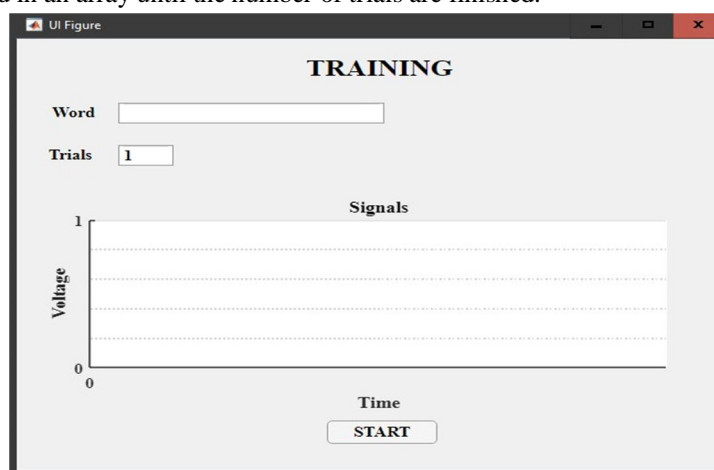 d in an array until the number of trials are finished.
UI Figure
TRAINING
Word
Trials 1
Signals
1
Voltage
0
0
Time
START